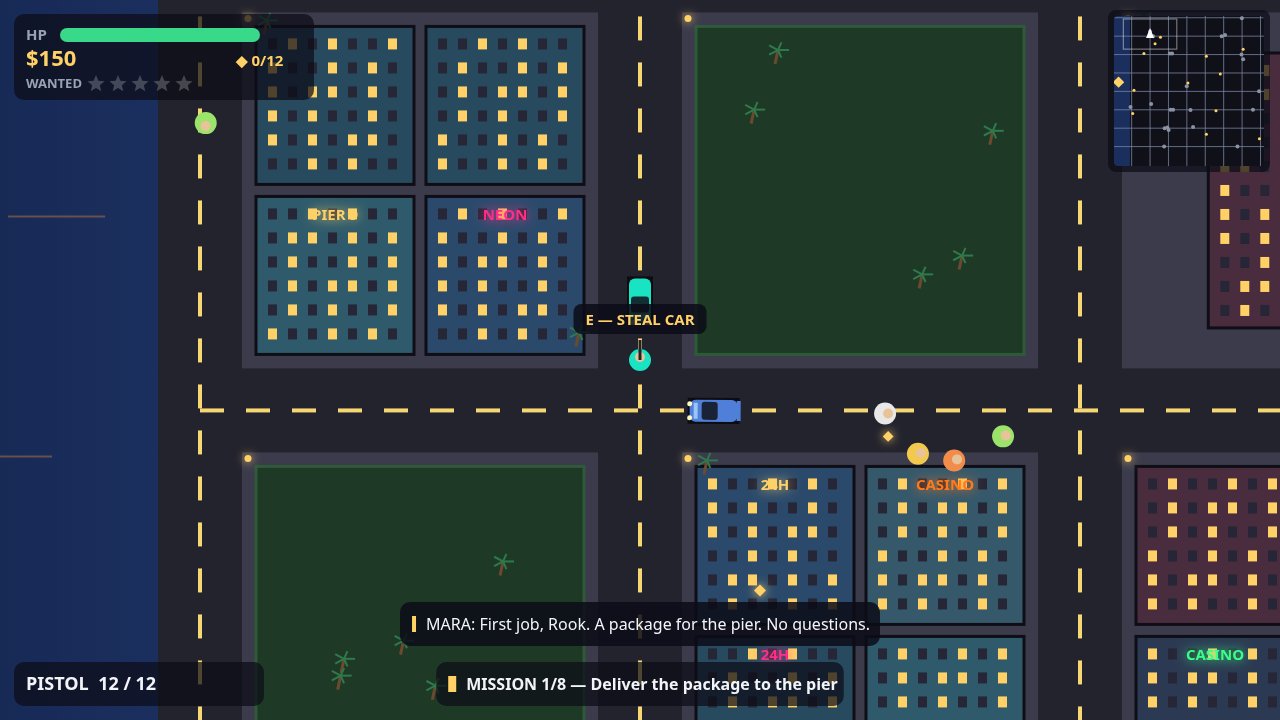 HP
$150
0/12
WANTED
PIER
NEON
E — STEAL CAR
24H
CASINO
MARA: First job, Rook. A package for the pier. No questions.
24H
CASINO
PISTOL 12 / 12
MISSION 1/8 — Deliver the package to the pier